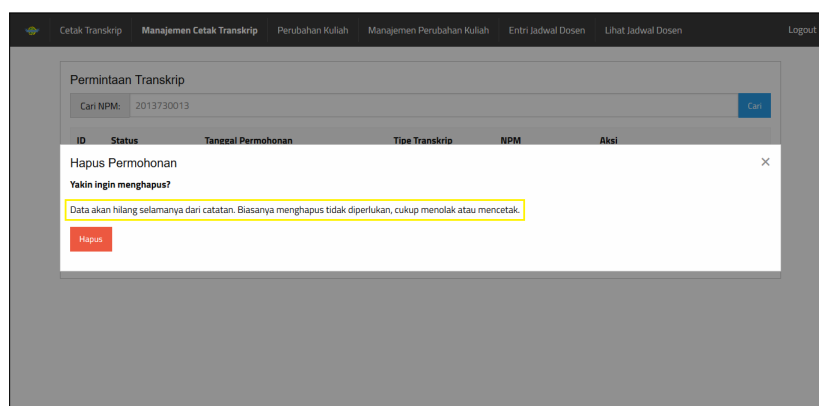 Cetak Transkrip Manajemen Cetak Transkrip Perubahan Kuliah Manajemen Perubahan Kuliah Entri Jadwal Dosen Lihat Jadwal Dosen Logout
Permintaan Transkrip
Cari NPM: 2013730013 Cari
ID Status Tanggal Permohonan Tipe Transkrip NPM Aksi
Hapus Permohonan ×
Yakin ingin menghapus?
Data akan hilang selamanya dari catatan. Biasanya menghapus tidak diperlukan, cukup menolak atau mencetak.
Hapus